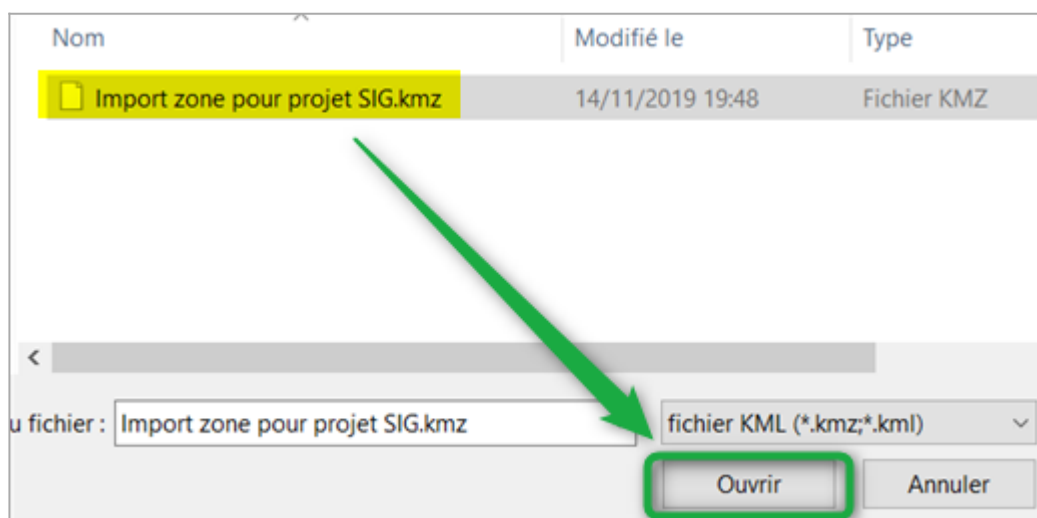 Nom Modifié le Type
Import zone pour projet SIG.kmz 14/11/2019 19:48 Fichier KMZ
u fichier : Import zone pour projet SIG.kmz fichier KML (*.kmz;*.kml)
Ouvrir Annuler